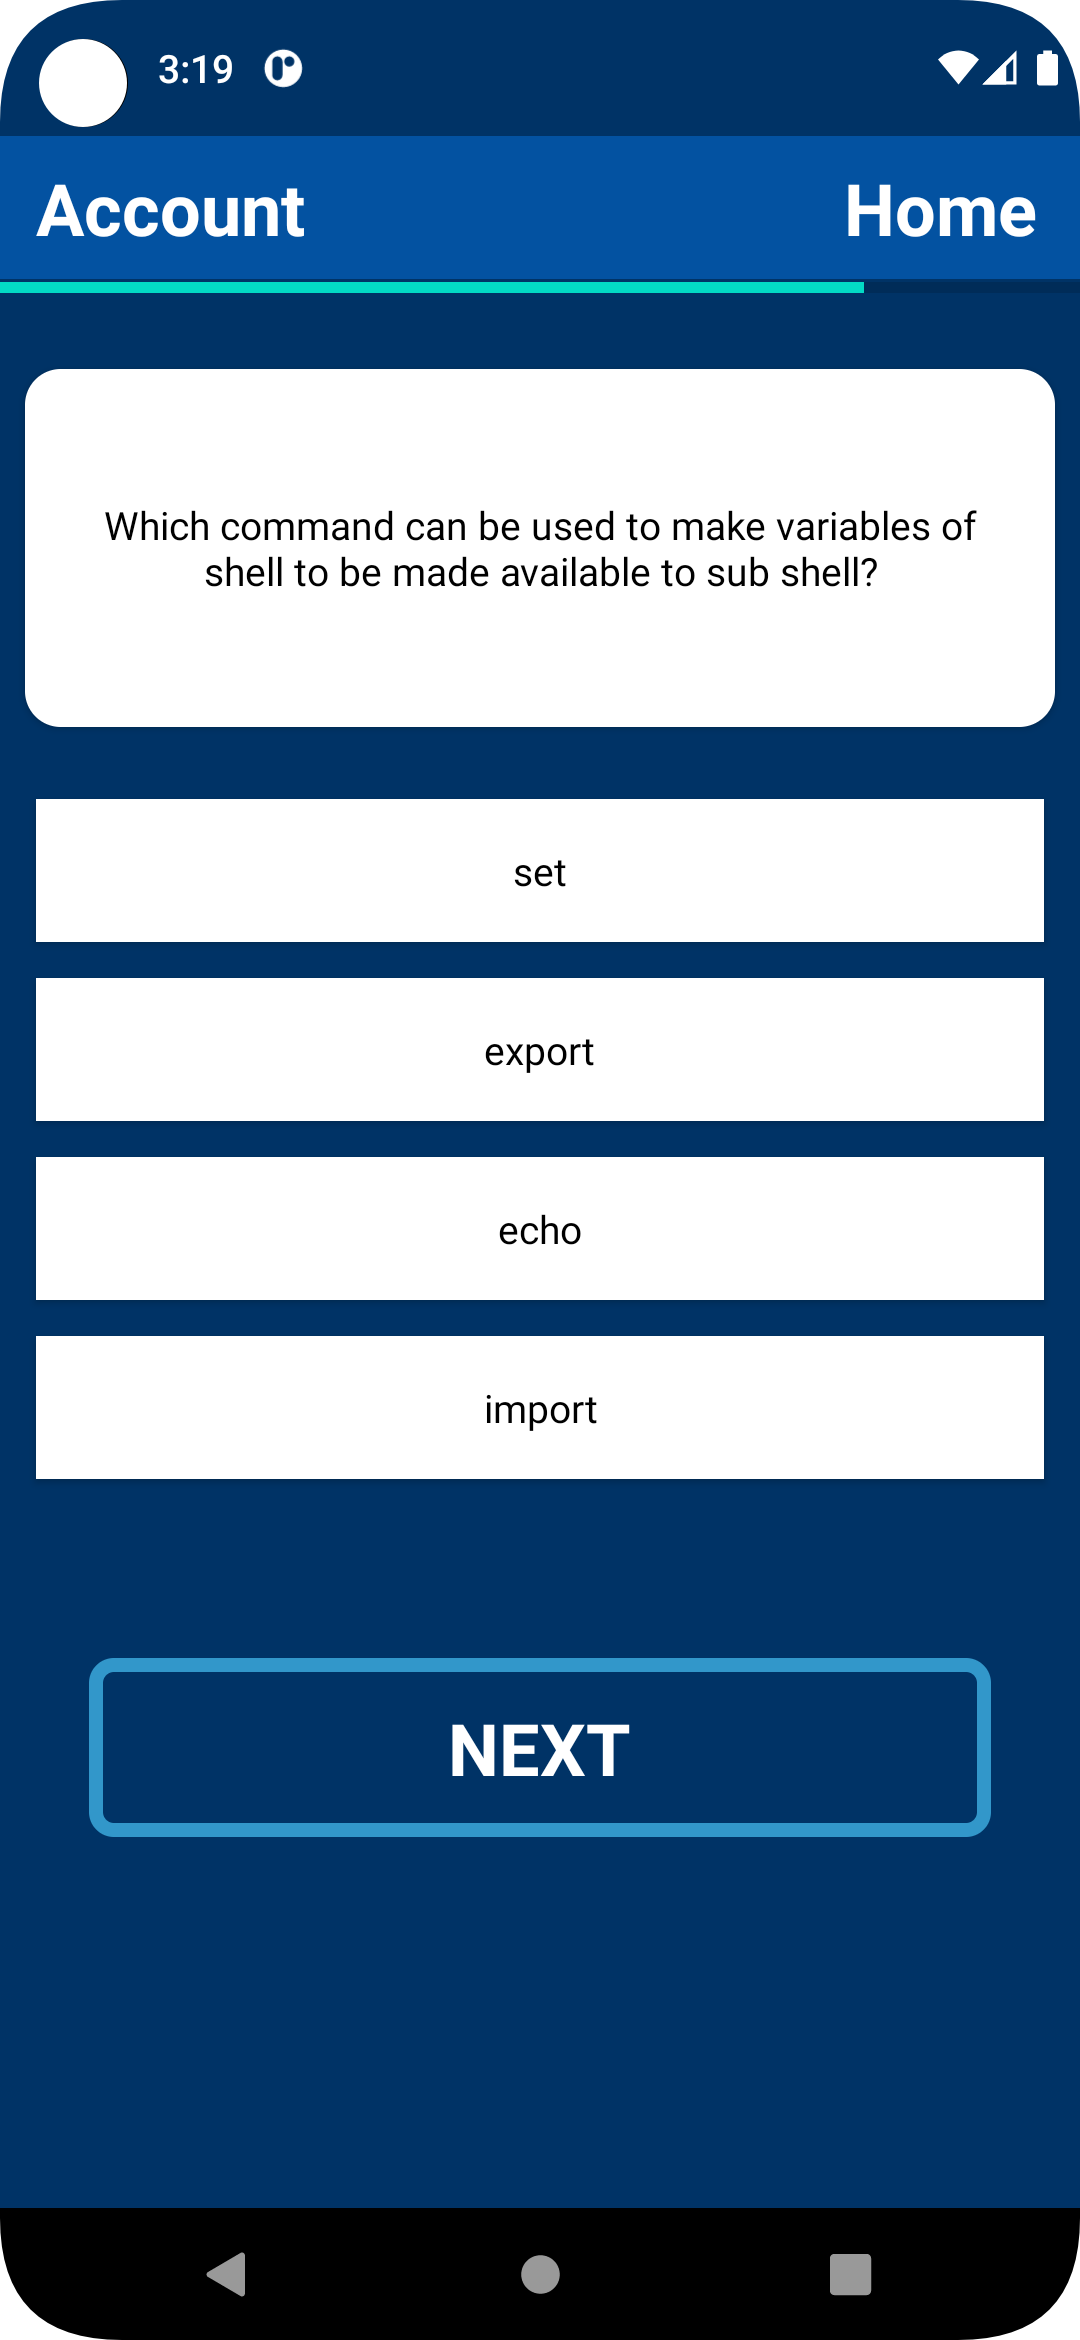 3:19
Account
Home
Which command can be used to make variables of
shell to be made available to sub shell?
set
export
echo
import
NEXT